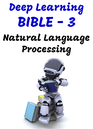 Deep Learning
BIBLE - 3
Natural Language
Processing